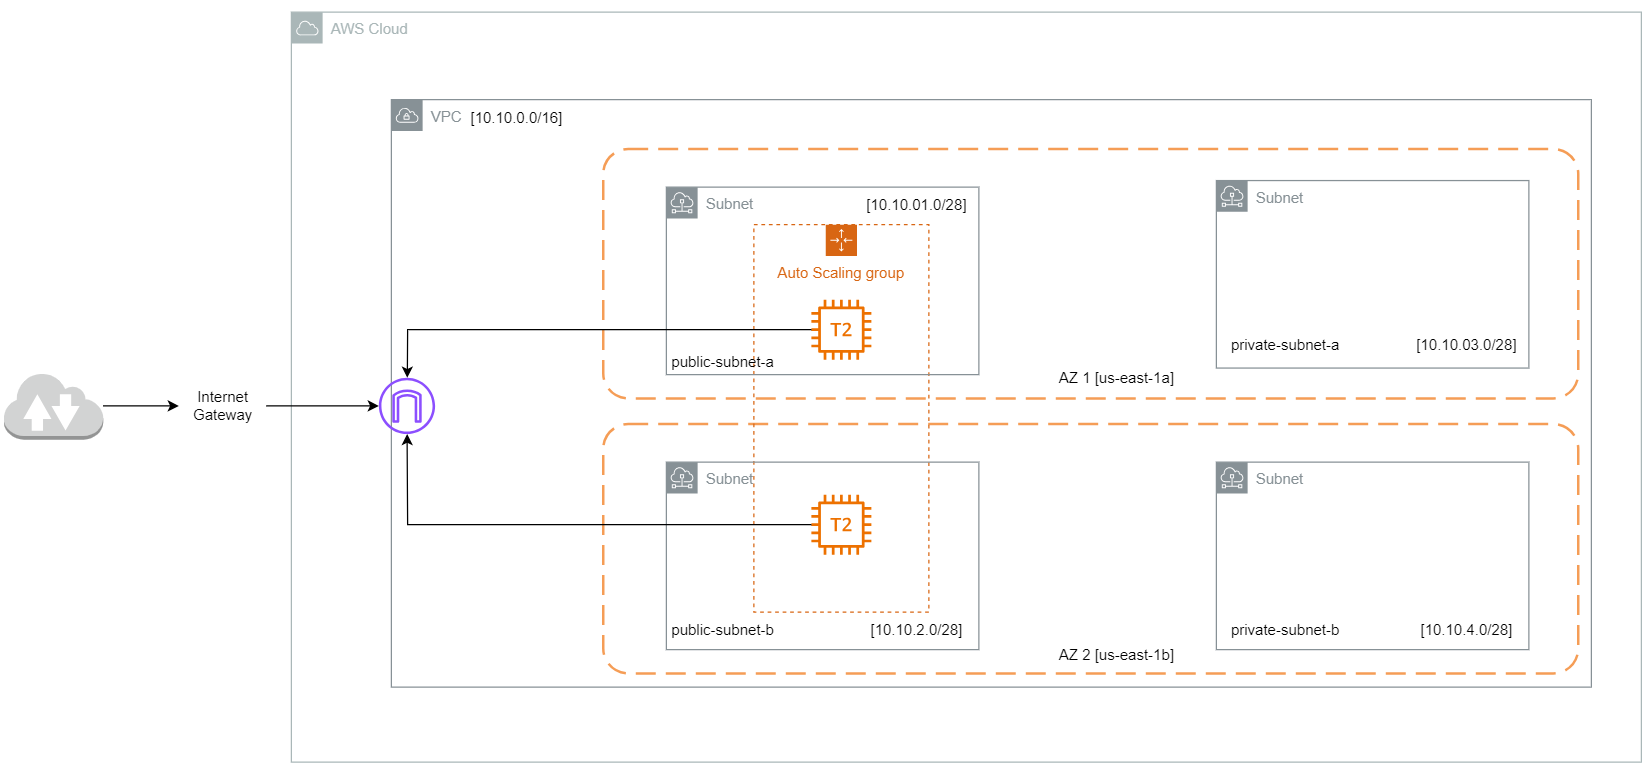 AWS Cloud
VPC [10.10.0.0/16]
Subnet [10.10.01.0/28]
Auto Scaling group
T2
public-subnet-a
Subnet
private-subnet-a [10.10.03.0/28]
AZ 1 [us-east-1a]
Internet
Gateway
Subnet
T2
public-subnet-b [10.10.2.0/28]
Subnet
private-subnet-b [10.10.4.0/28]
AZ 2 [us-east-1b]